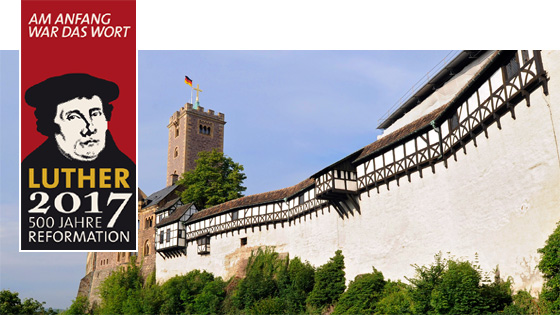 AM ANFANG
WAR DAS WORT
LUTHER
2017
500 JAHRE
REFORMATION